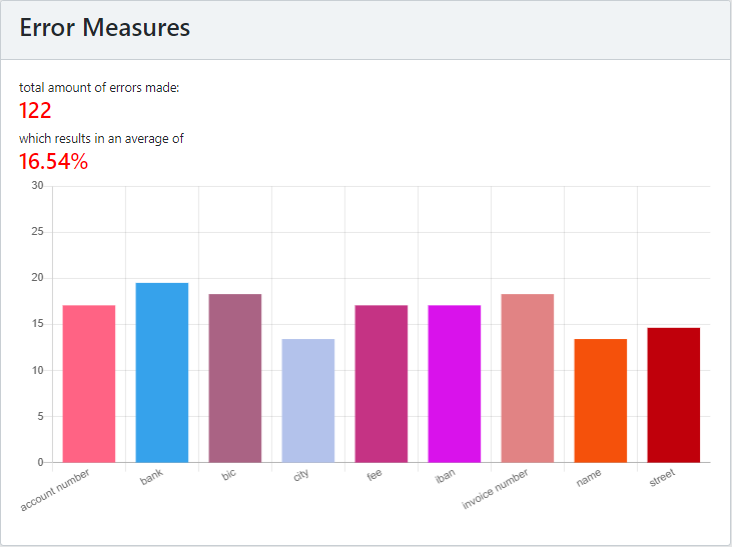 Error Measures
total amount of errors made:
122
which results in an average of
16.54%
30
25
20
15
10
5
0
account number
bank
bic
city
fee
iban
invoice number
name
street